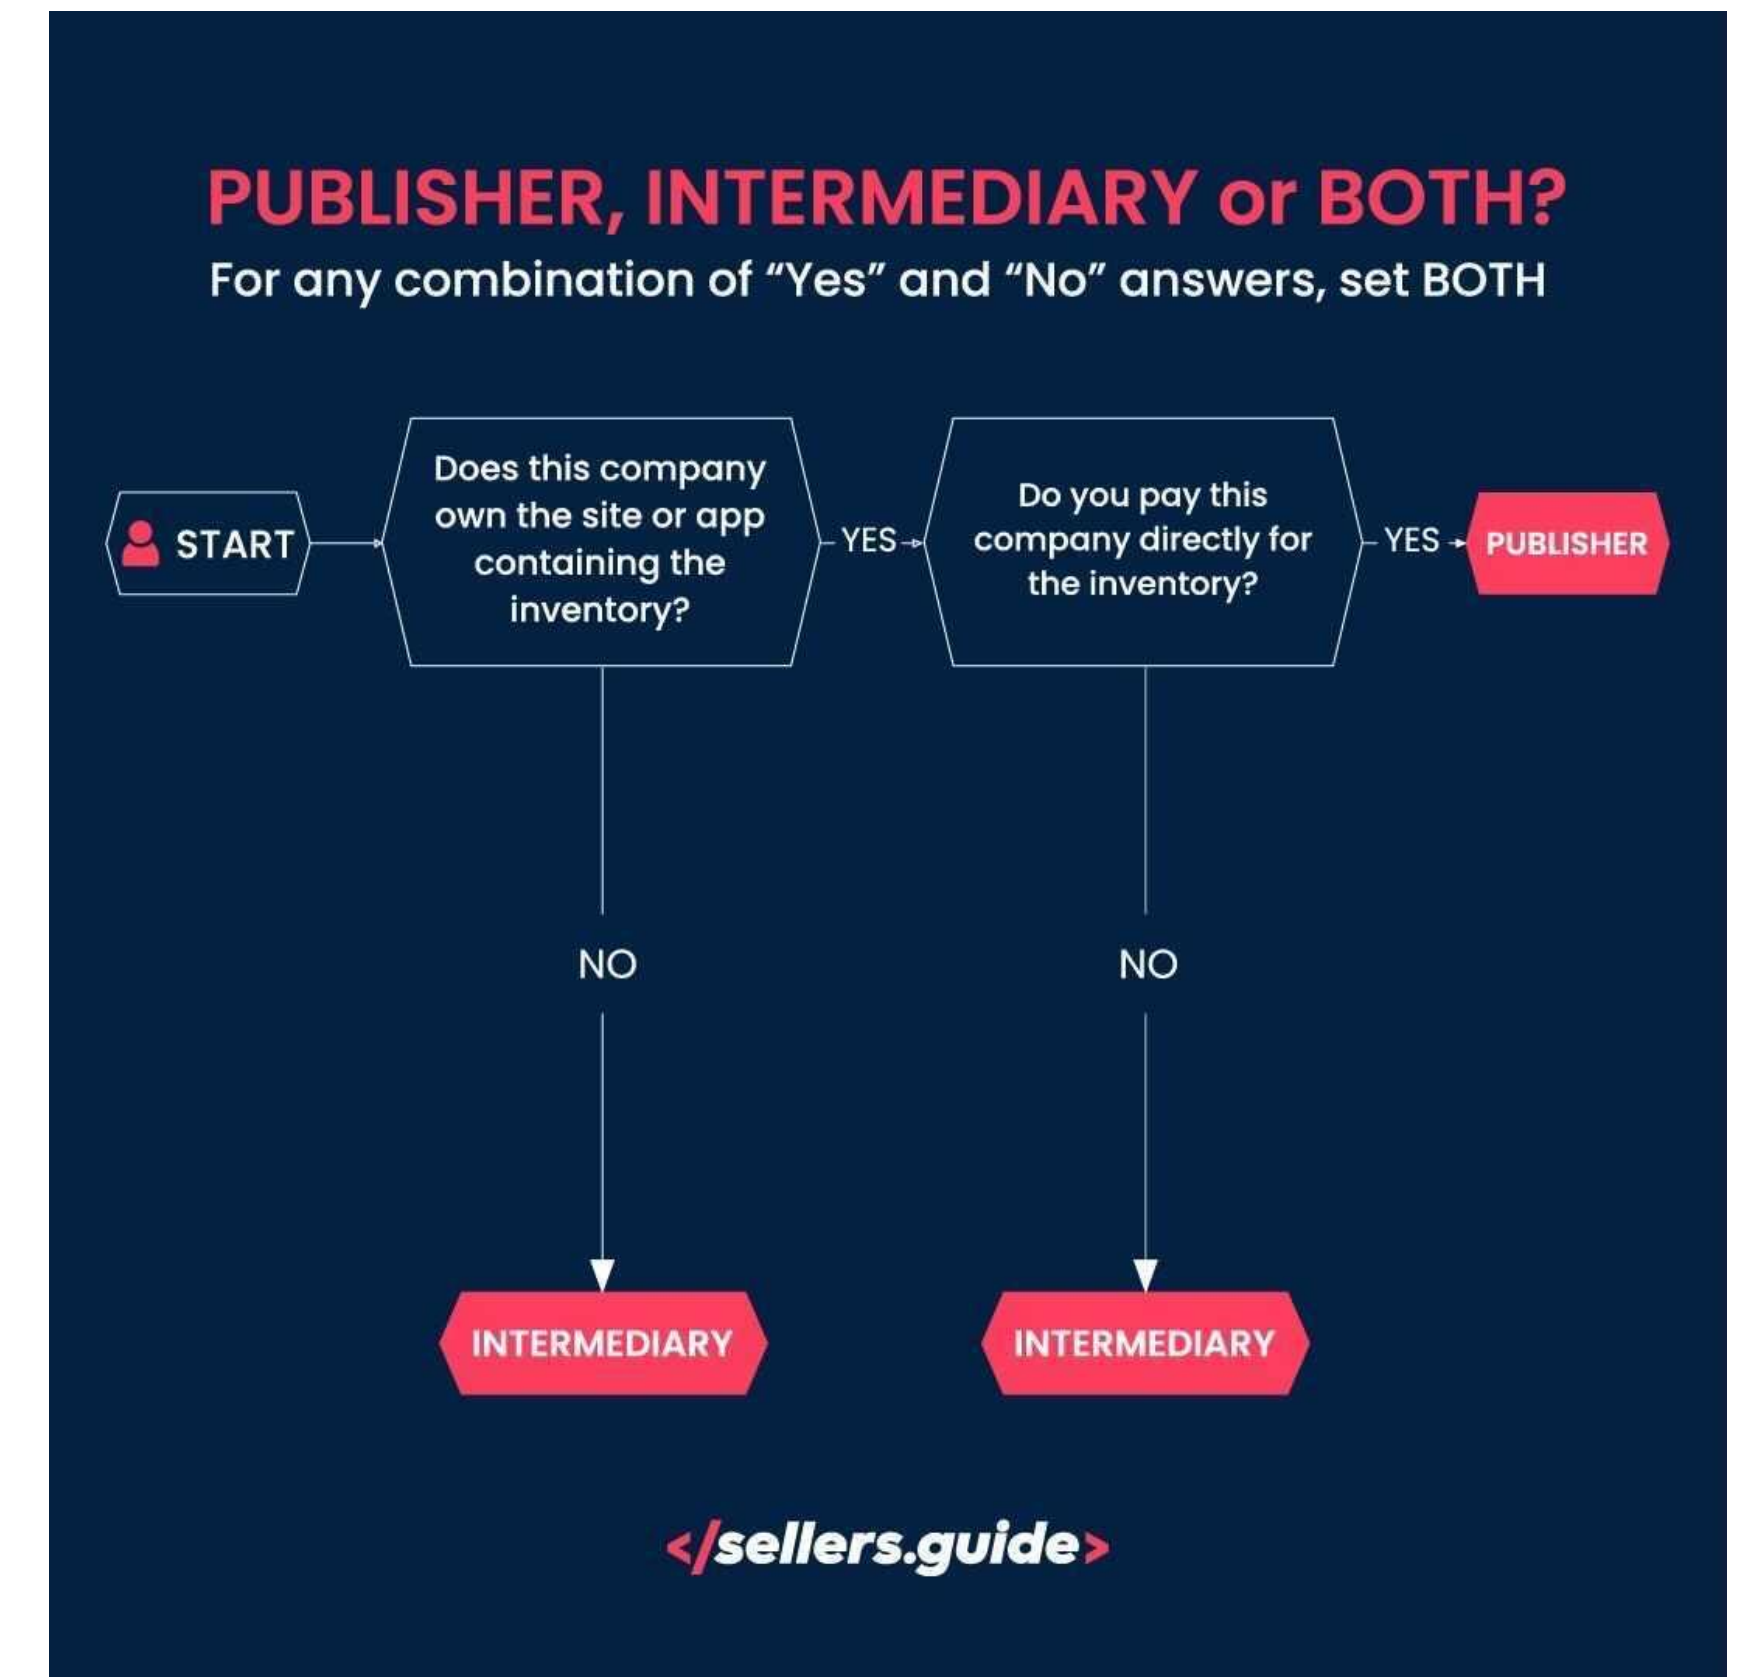 PUBLISHER, INTERMEDIARY or BOTH?
For any combination of “Yes” and “No” answers, set BOTH
START
Does this company
own the site or app
containing the
inventory?
YES
Do you pay this
company directly for
the inventory?
YES
PUBLISHER
NO
NO
INTERMEDIARY
INTERMEDIARY
</sellers.guide>